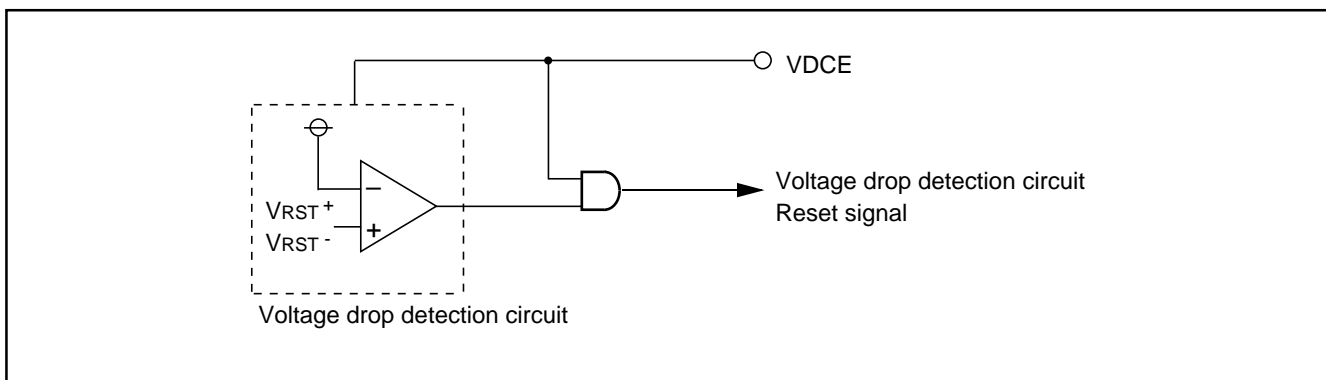 VDCE
−
VRST +
VRST -
+
Voltage drop detection circuit
Reset signal
Voltage drop detection circuit